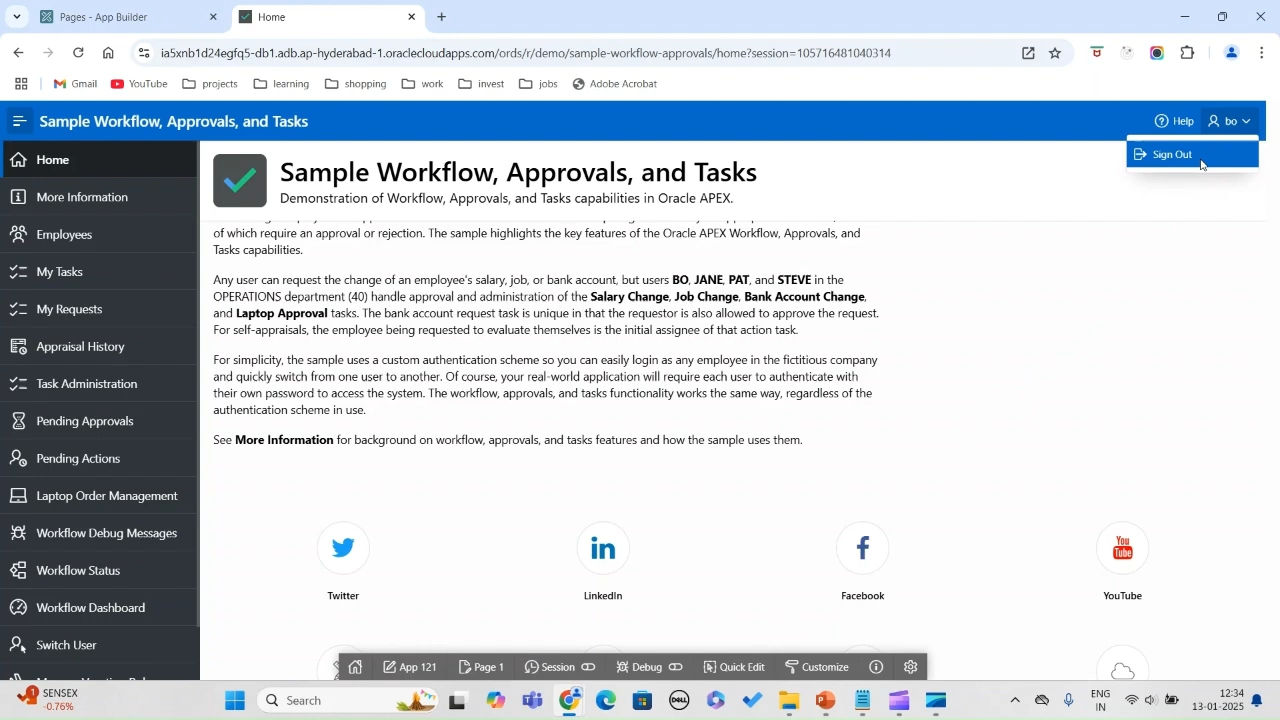 Pages - App Builder
Home
ia5xnb1d24egfq5-db1.adb.ap-hyderabad-1.oraclecloudapps.com/ords/r/demo/sample-workflow-approvals/home?session=105716481040314
Gmail
YouTube
projects
learning
shopping
work
invest
jobs
Adobe Acrobat
Sample Workflow, Approvals, and Tasks
Help
bo
Sign Out
Home
More Information
Employees
My Tasks
My Requests
Appraisal History
Task Administration
Pending Approvals
Pending Actions
Laptop Order Management
Workflow Debug Messages
Workflow Status
Workflow Dashboard
Switch User
Sample Workflow, Approvals, and Tasks
Demonstration of Workflow, Approvals, and Tasks capabilities in Oracle APEX.
of which require an approval or rejection. The sample highlights the key features of the Oracle APEX Workflow, Approvals, and
Tasks capabilities.
Any user can request the change of an employee's salary, job, or bank account, but users BO, JANE, PAT, and STEVE in the
OPERATIONS department (40) handle approval and administration of the Salary Change, Job Change, Bank Account Change,
and Laptop Approval tasks. The bank account request task is unique in that the requestor is also allowed to approve the request.
For self-appraisals, the employee being requested to evaluate themselves is the initial assignee of that action task.
For simplicity, the sample uses a custom authentication scheme so you can easily login as any employee in the fictitious company
and quickly switch from one user to another. Of course, your real-world application will require each user to authenticate with
their own password to access the system. The workflow, approvals, and tasks functionality works the same way, regardless of the
authentication scheme in use.
See More Information for background on workflow, approvals, and tasks features and how the sample uses them.
You
Tube
Twitter
LinkedIn
Facebook
YouTube
App 121
Page 1
Session
Debug
Quick Edit
Customize
1
SENSEX
-0.76%
Search
DELL
ENG
IN
12:34
13-01-2025